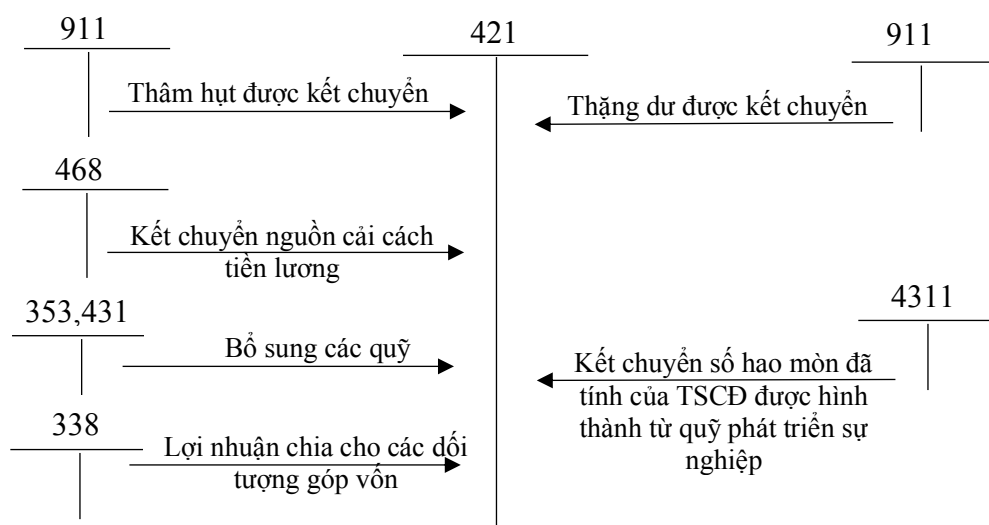 911
421
911
Thâm hụt được kết chuyển
Thặng dư được kết chuyển
468
Kết chuyển nguồn cải cách
tiền lương
353,431
4311
Bổ sung các quỹ
Kết chuyển số hao mòn đã
tính của TSCĐ được hình
thành từ quỹ phát triển sự
nghiệp
338
Lợi nhuận chia cho các dối
tượng góp vốn